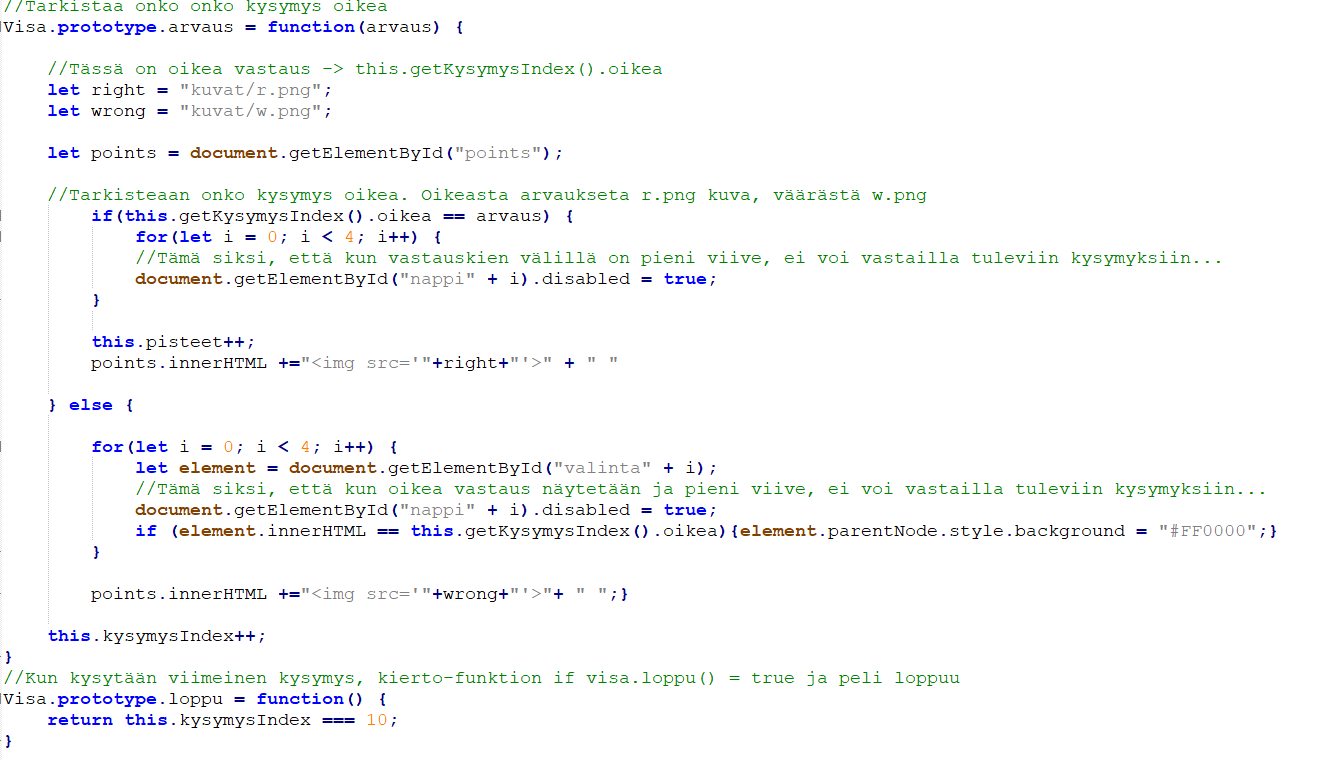 //Tarkistaa onko onko kysymys oikea
Visa.prototype.arvaus = function(arvaus) {
//Tässä on oikea vastaus -> this.getKysymysIndex().oikea
let right = "kuvat/r.png";
let wrong = "kuvat/w.png";
let points = document.getElementById("points");
//Tarkisteaan onko kysymys oikea. Oikeasta arvaukseta r.png kuva, väärästä w.png
if(this.getKysymysIndex().oikea == arvaus) {
for(let i = 0; i < 4; i++) {
//Tämä siksi, että kun vastauskien välillä on pieni viive, ei voi vastailla tuleviin kysymyksiin...
document.getElementById("nappi" + i).disabled = true;
}
this.pisteet++;
points.innerHTML +="<img src='"+right+"'>" + " "
} else {
for(let i = 0; i < 4; i++) {
let element = document.getElementById("valinta" + i);
//Tämä siksi, että kun oikea vastaus näytetään ja pieni viive, ei voi vastailla tuleviin kysymyksiin...
document.getElementById("nappi" + i).disabled = true;
if (element.innerHTML == this.getKysymysIndex().oikea){element.parentNode.style.background = "#FF0000";}
}
points.innerHTML +="<img src='"+wrong+"'>"+ " ";}
this.kysymysIndex++;
}
//Kun kysytään viimeinen kysymys, kierto-funktion if visa.loppu() = true ja peli loppuu
Visa.prototype.loppu = function() {
return this.kysymysIndex === 10;
}